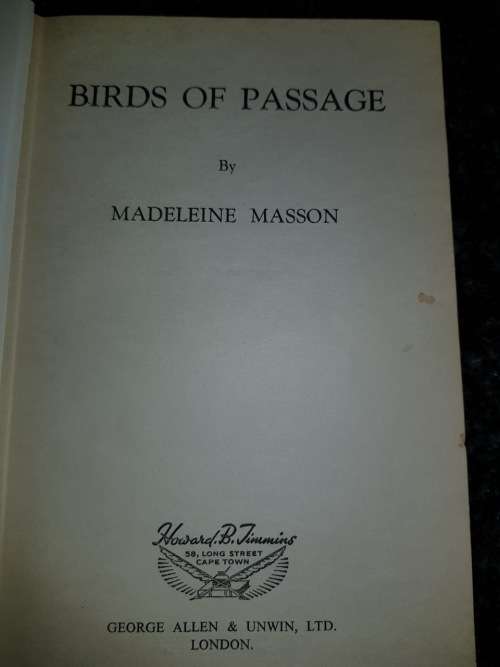 BIRDS OF PASSAGE
By
MADELEINE MASSON
Howard. B. Timmins
58, LONG STREET
CAPE TOWN
GEORGE ALLEN & UNWIN, LTD.
LONDON.